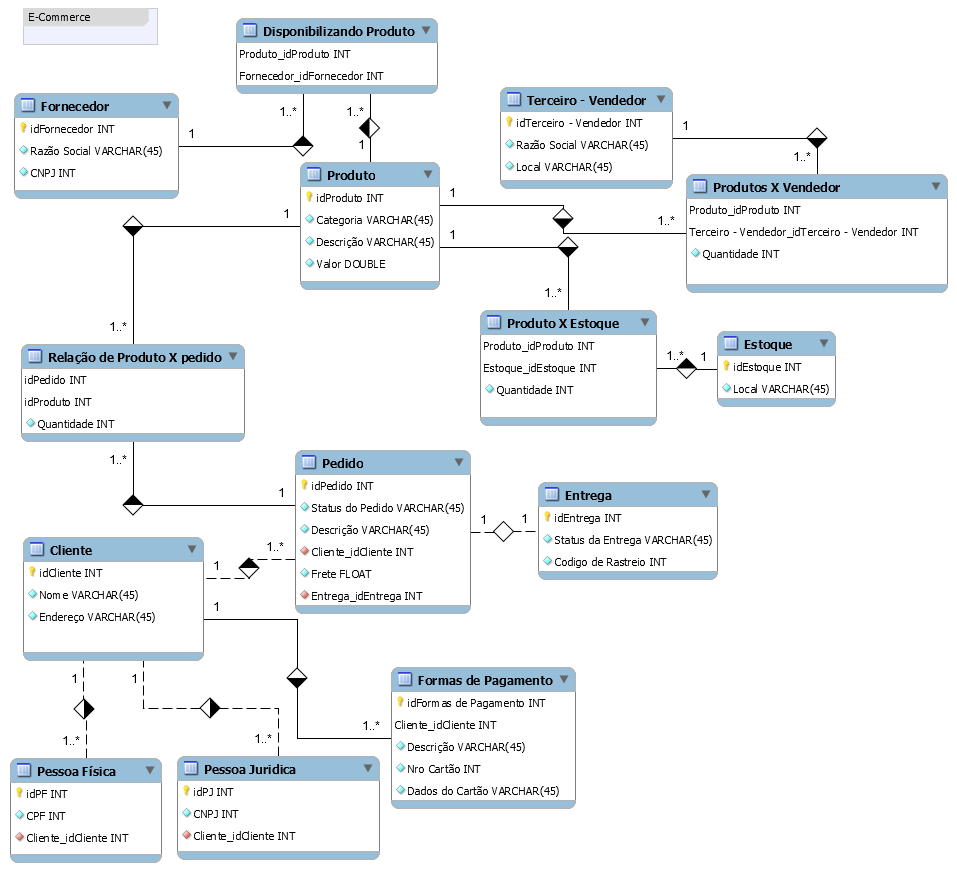 E-Commerce
Disponibilizando Produto
Produto_idProduto INT
Fornecedor_idFornecedor INT
1..*
1..*
1
Fornecedor
idFornecedor INT
Razão Social VARCHAR(45)
CNPJ INT
1
Terceiro - Vendedor
idTerceiro - Vendedor INT
Razão Social VARCHAR(45)
Local VARCHAR(45)
1
1..*
Produto
idProduto INT
Categoria VARCHAR(45)
Descrição VARCHAR(45)
Valor DOUBLE
1
1
1
1..*
Produtos X Vendedor
Produto_idProduto INT
Terceiro - Vendedor_idTerceiro - Vendedor INT
Quantidade INT
1..*
1..*
Produto X Estoque
Produto_idProduto INT
Estoque_idEstoque INT
Quantidade INT
1..*
1
Estoque
idEstoque INT
Local VARCHAR(45)
Relação de Produto X pedido
idPedido INT
idProduto INT
Quantidade INT
1..*
1
Pedido
idPedido INT
Status do Pedido VARCHAR(45)
Descrição VARCHAR(45)
Cliente_idCliente INT
Frete FLOAT
Entrega_idEntrega INT
1
1
Entrega
idEntrega INT
Status da Entrega VARCHAR(45)
Codigo de Rastreio INT
Cliente
idCliente INT
Nome VARCHAR(45)
Endereço VARCHAR(45)
1
1..*
1
1
1
1..*
1..*
1..*
Formas de Pagamento
idFormas de Pagamento INT
Cliente_idCliente INT
Descrição VARCHAR(45)
Nro Cartão INT
Dados do Cartão VARCHAR(45)
Pessoa Física
idPF INT
CPF INT
Cliente_idCliente INT
Pessoa Juridica
idPJ INT
CNPJ INT
Cliente_idCliente INT